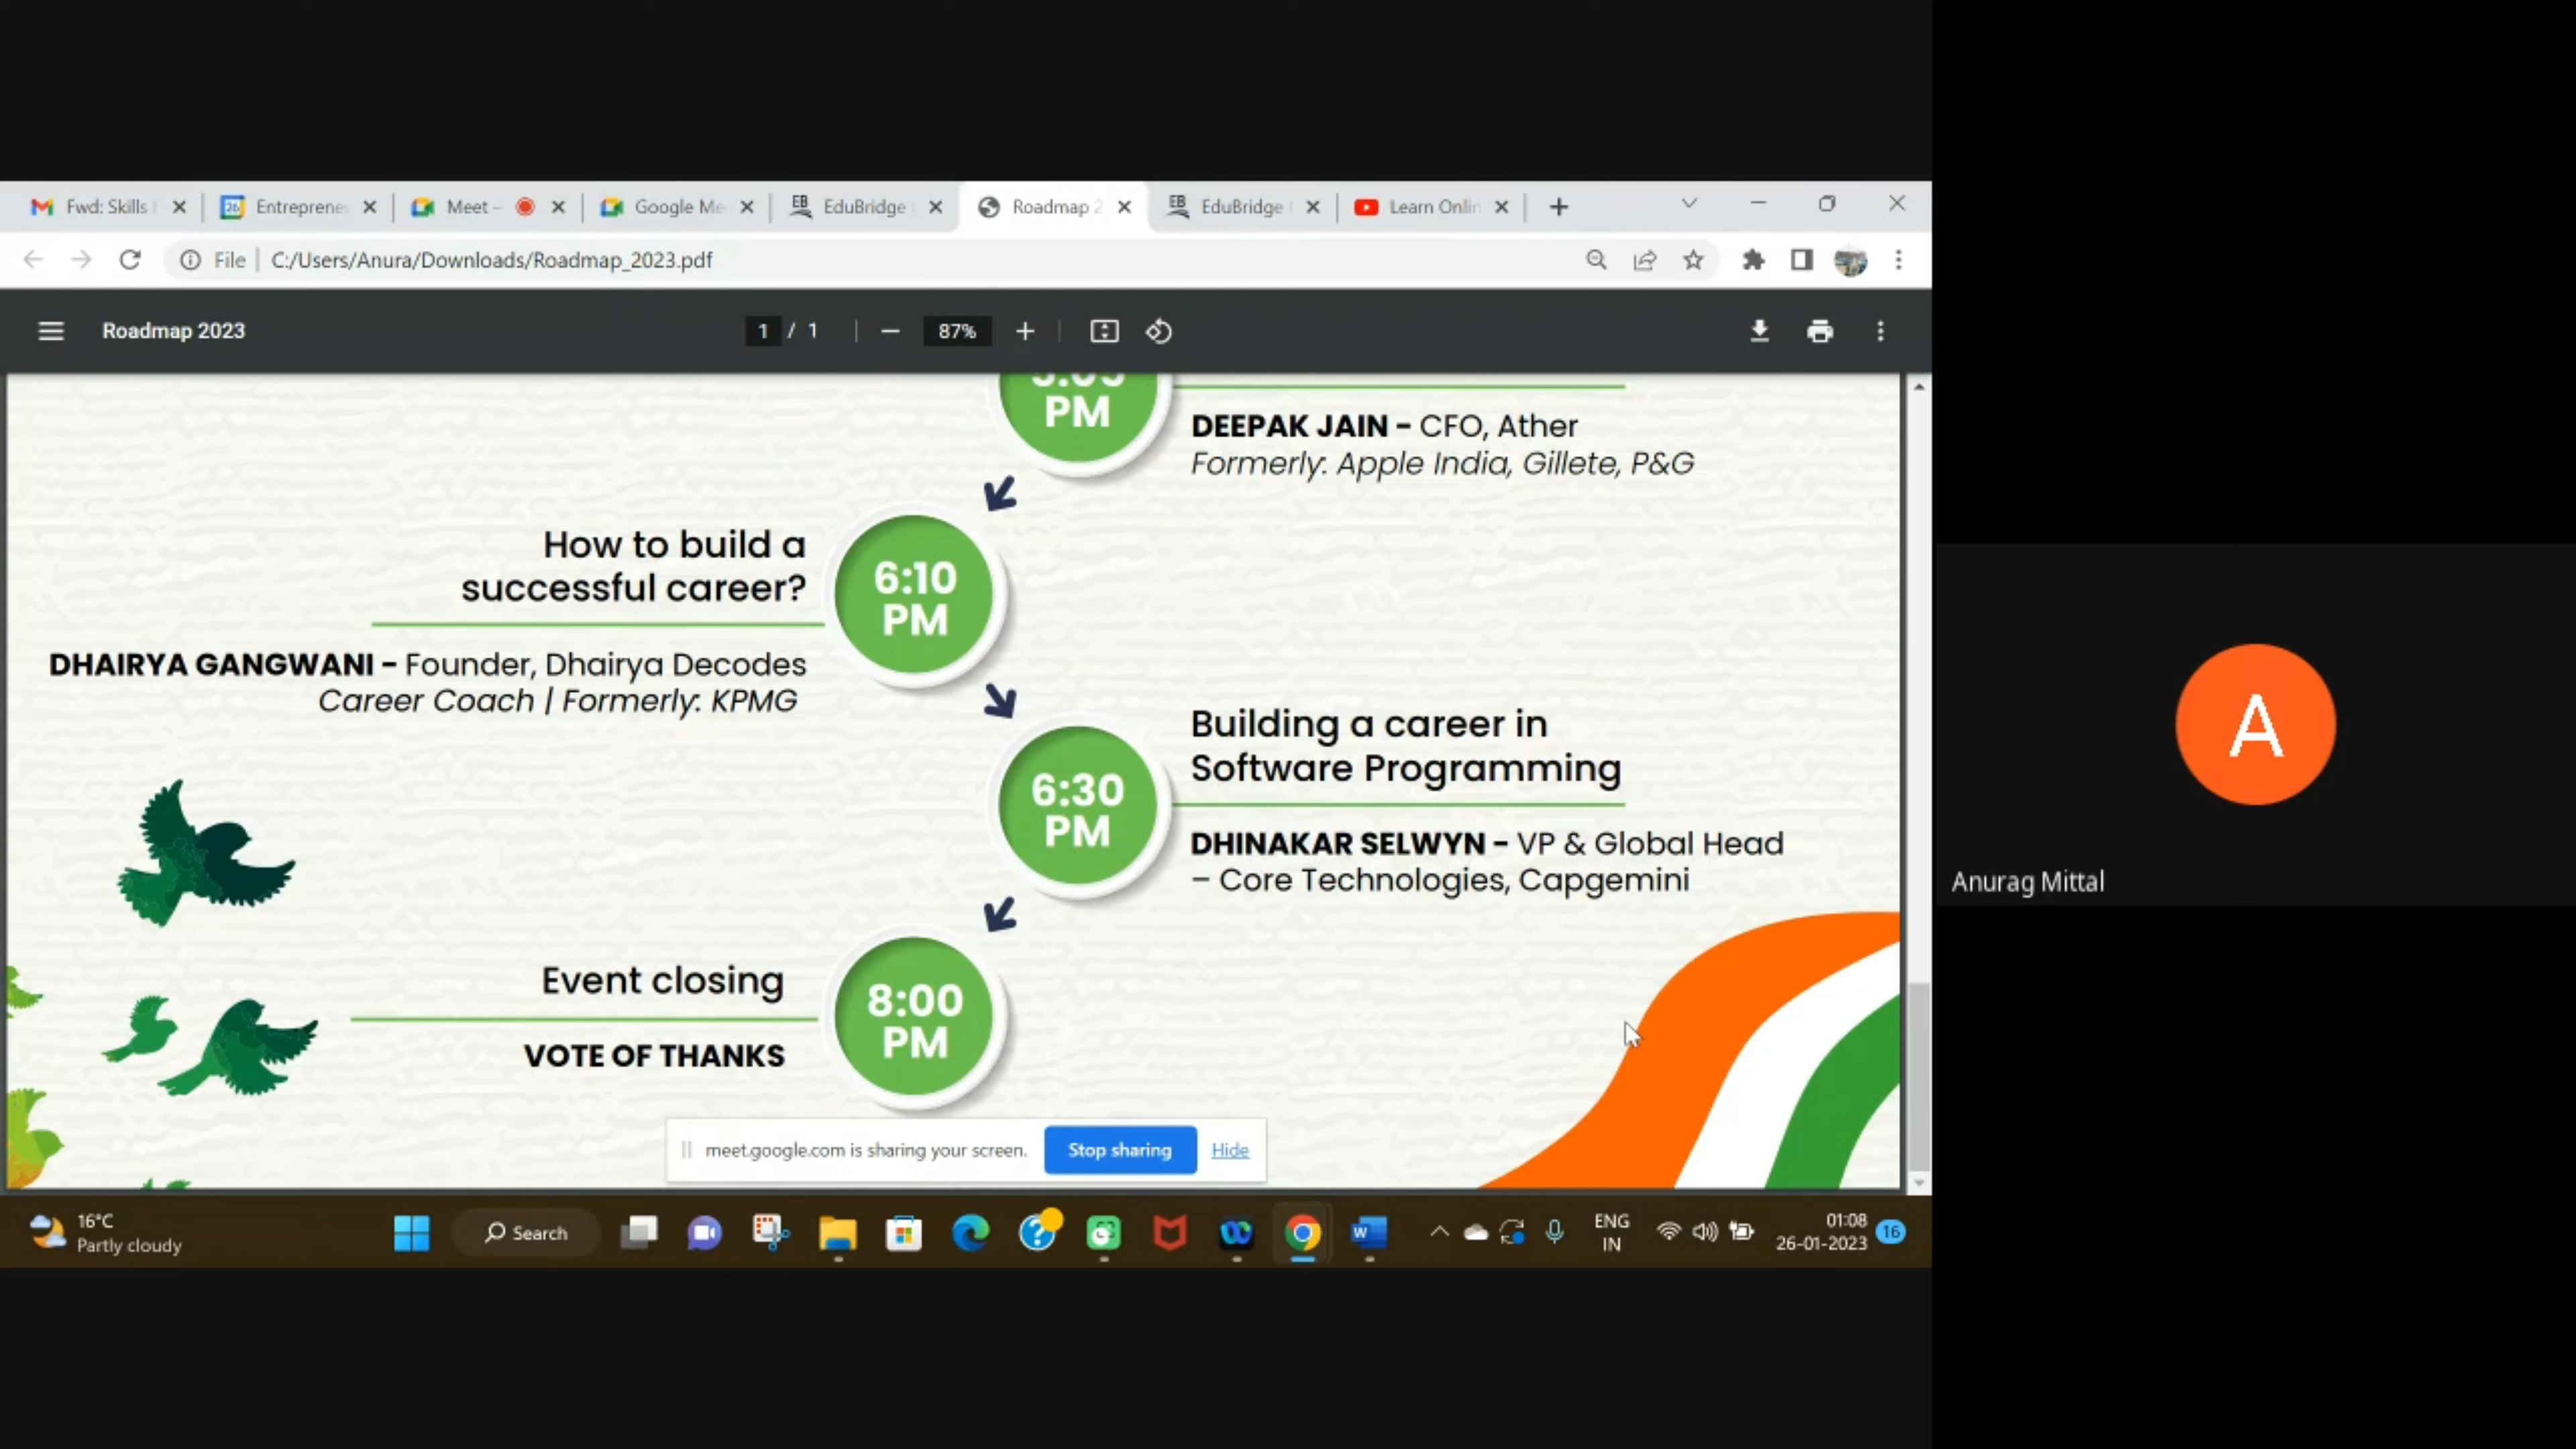 Fwd: Skills F
Entreprene
Meet –
Google Me
EduBridge
Roadmap 2
EduBridge
Learn Onlin
File | C:/Users/Anura/Downloads/Roadmap_2023.pdf
Roadmap 2023
1 / 1
87%
PM
DEEPAK JAIN - CFO, Ather
Formerly: Apple India, Gillete, P&G
How to build a
successful career?
6:10
PM
DHAIRYA GANGWANI - Founder, Dhairya Decodes
Career Coach | Formerly: KPMG
Building a career in
Software Programming
6:30
PM
DHINAKAR SELWYN - VP & Global Head
– Core Technologies, Capgemini
Event closing
8:00
PM
VOTE OF THANKS
meet.google.com is sharing your screen.
Stop sharing
Hide
A
Anurag Mittal
16°C
Partly cloudy
Search
ENG
IN
01:08
26-01-2023
16